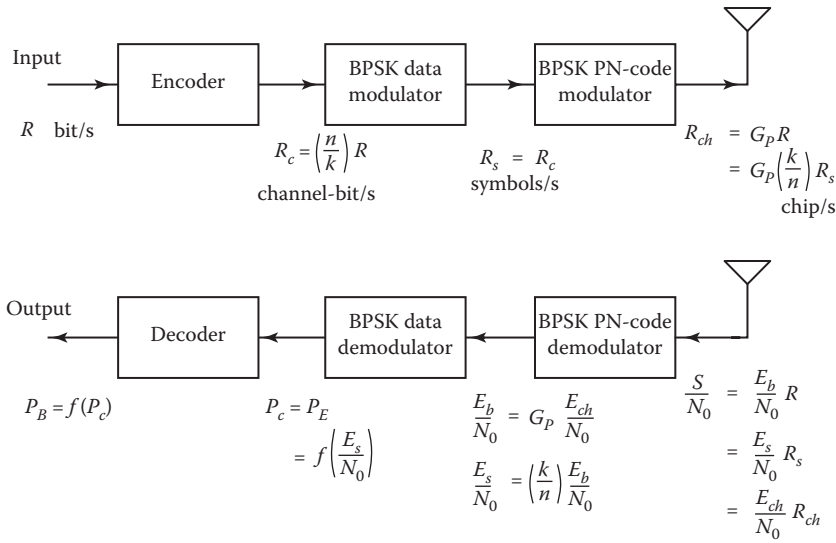 Input
R bit/s
Encoder
BPSK data
modulator
BPSK PN-code
modulator
R_c = (n/k) R
channel-bit/s
R_s = R_c
symbols/s
R_ch = G_P R
= G_P (k/n) R_s
chip/s
Output
Decoder
BPSK data
demodulator
BPSK PN-code
demodulator
P_B = f(P_c)
P_c = P_E
= f(E_s/N_0)
E_b/N_0 = G_P E_ch/N_0
E_s/N_0 = (k/n) E_b/N_0
S/N_0 = E_b/N_0 R
= E_s/N_0 R_s
= E_ch/N_0 R_ch